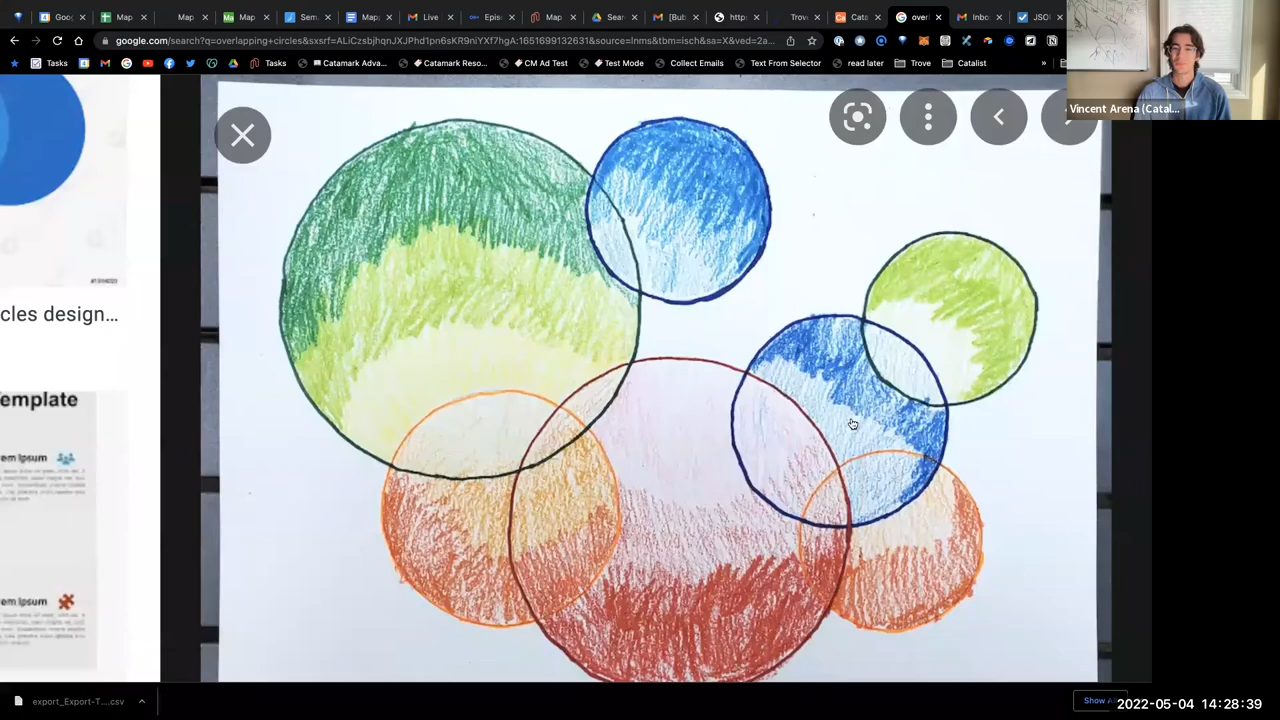 Goo
Map
Map
Map
Sem
Map
Live
Epis
Map
Sear
[Bub
http
Trov
Cata
overl
Inbo
JSON
google.com/search?q=overlapping+circles&sxsrf=ALiCzsbjhqnJXJPhd1pn6sKR9niYXf7hgA:1651699132631&source=lnms&tbm=isch&sa=X&ved=2a...
Tasks
Tasks
Catamark Adva...
Catamark Reso...
CM Ad Test
Test Mode
Collect Emails
Text From Selector
read later
Trove
Catalist
»
Vincent Arena (Catal...
cles design...
emplate
em Ipsum
em Ipsum
export_Export-T....csv
Show A
2022-05-04 14:28:39